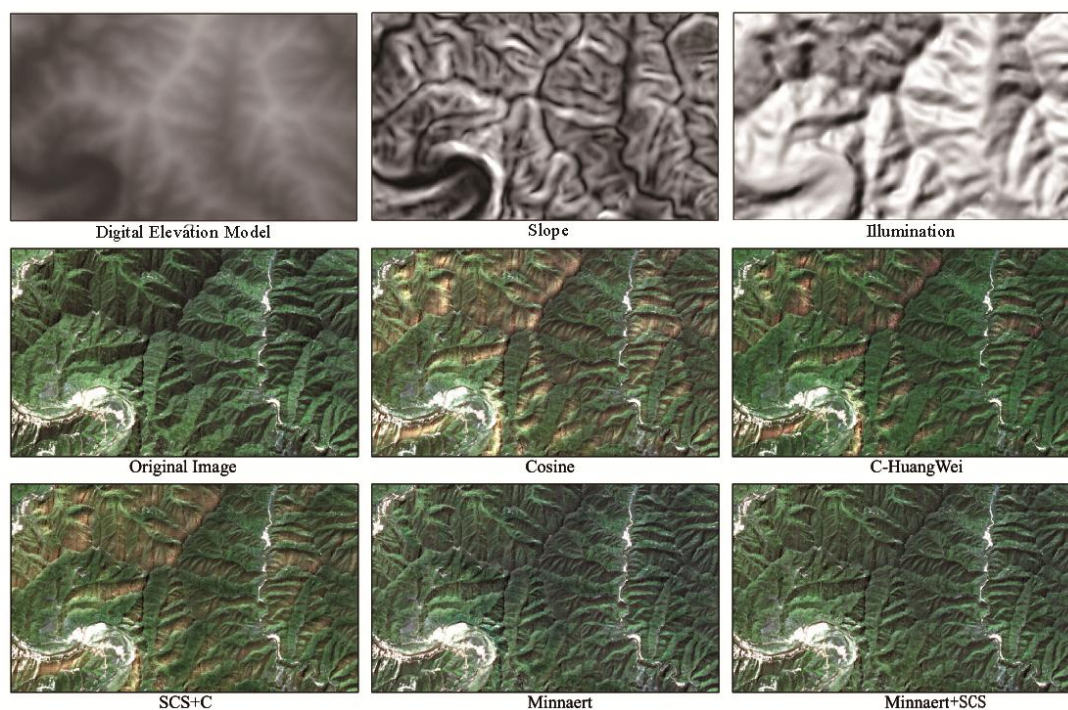 Digital Elevation Model
Slope
Illumination
Original Image
Cosine
C-HuangWei
SCS+C
Minnaert
Minnaert+SCS